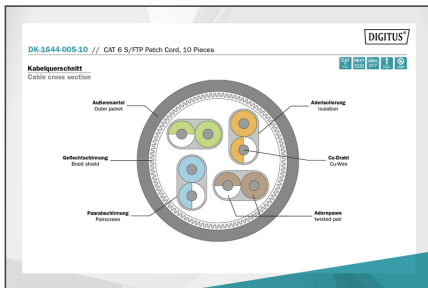 DIGITUS®
DK-1644-005-10 // CAT 6 S/FTP Patch Cord, 10 Pieces
Kabelquerschnitt
Cable cross section
Außenmantel
Outer jacket
Aderisolierung
Isolation
Geflechtschirmung
Braid shield
Cu-Draht
Cu-Wire
Paarabschirmung
Pairscreen
Adernpaare
twisted pair